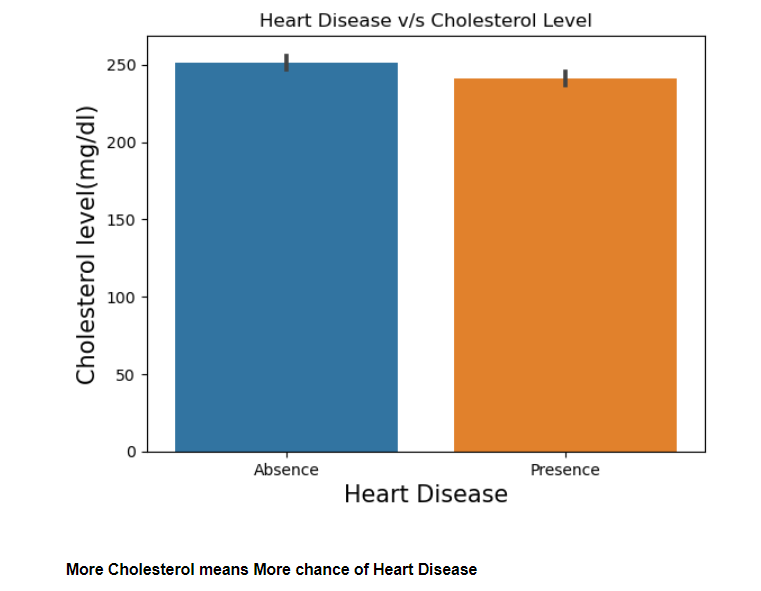 Heart Disease v/s Cholesterol Level
Cholesterol level(mg/dl)
250
200
150
100
50
0
Absence Presence
Heart Disease
More Cholesterol means More chance of Heart Disease